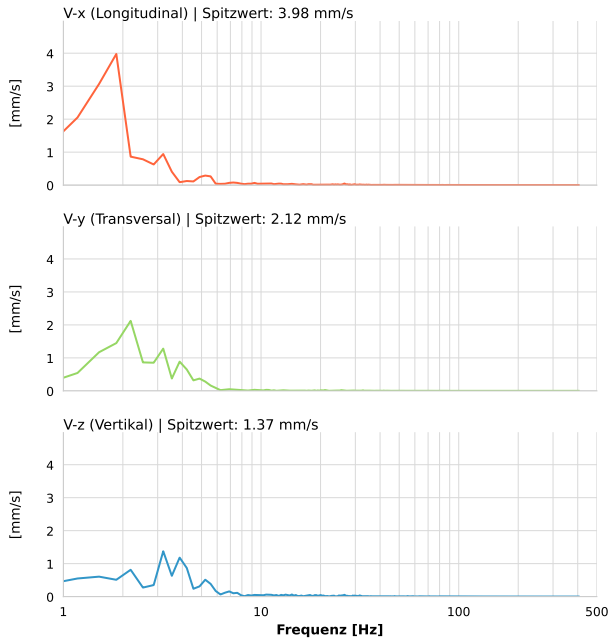 V-x (Longitudinal) | Spitzwert: 3.98 mm/s
[mm/s]
4
3
2
1
0
V-y (Transversal) | Spitzwert: 2.12 mm/s
[mm/s]
4
3
2
1
0
V-z (Vertikal) | Spitzwert: 1.37 mm/s
[mm/s]
4
3
2
1
0
1 10 100 500
Frequenz [Hz]